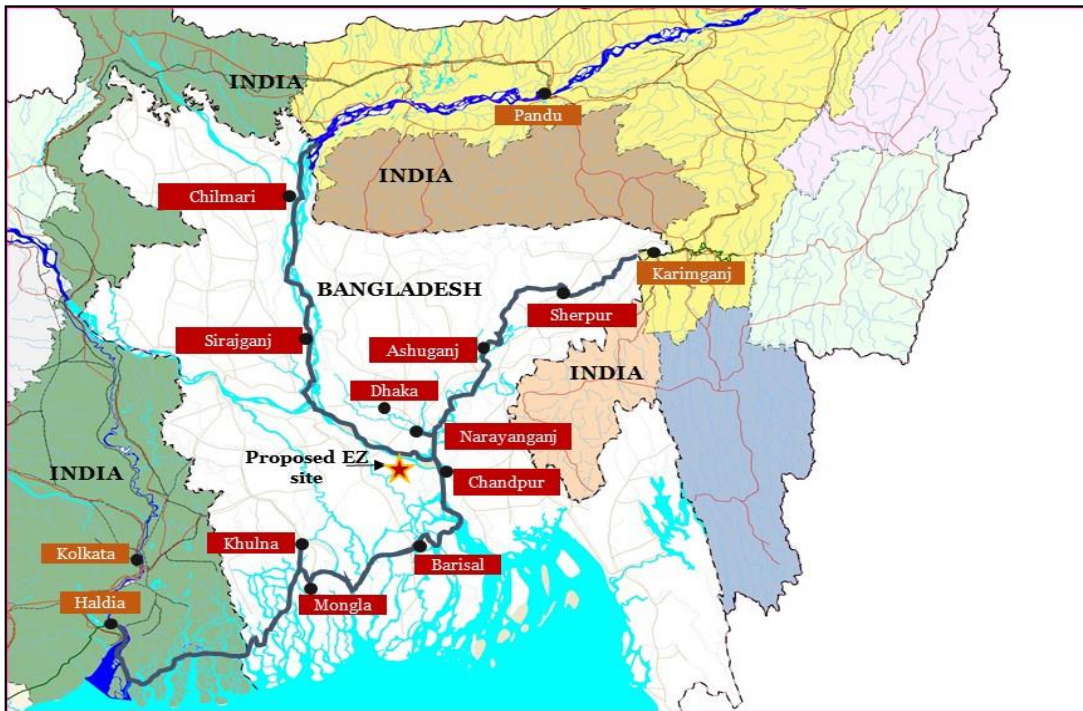 INDIA
Pandu
INDIA
Chilmari
Karimganj
BANGLADESH
Sherpur
Sirajganj
Ashuganj
INDIA
Dhaka
Narayanganj
Proposed EZ
site
INDIA
Chandpur
Khulna
Kolkata
Barisal
Haldia
Mongla